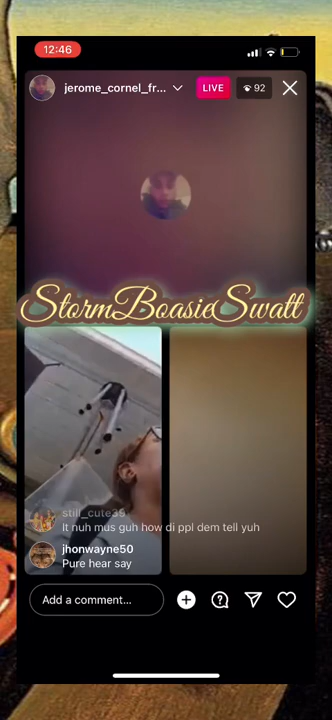 12:46
jerome_cornel_fr...
LIVE
92
StormBoasieSwatt
still_cute35
It nuh mus guh how di ppl dem tell yuh
jhonwayne50
Pure hear say
Add a comment...